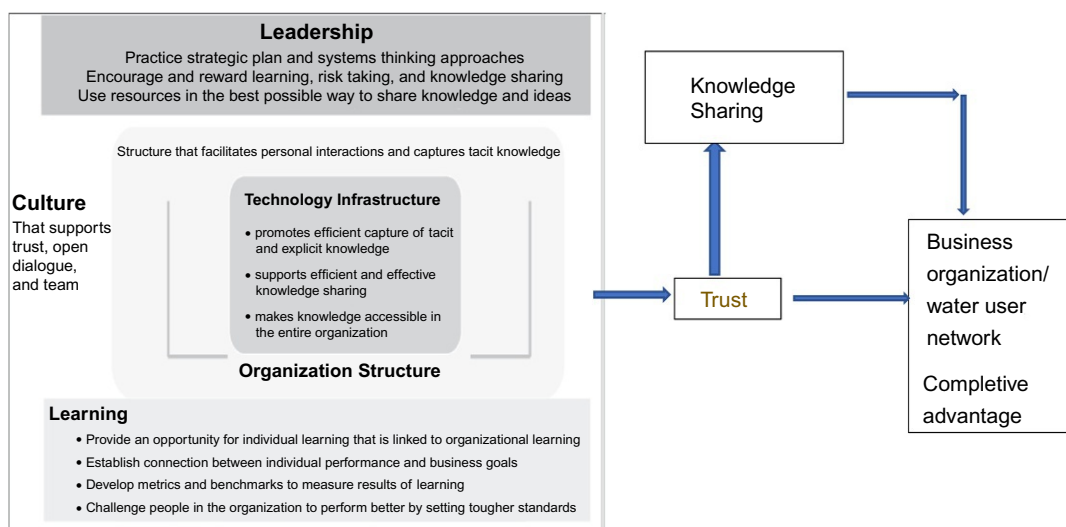 Leadership
Practice strategic plan and systems thinking approaches
Encourage and reward learning, risk taking, and knowledge sharing
Use resources in the best possible way to share knowledge and ideas
Structure that facilitates personal interactions and captures tacit knowledge
Culture
That supports
trust, open
dialogue,
and team
Technology Infrastructure
• promotes efficient capture of tacit
and explicit knowledge
• supports efficient and effective
knowledge sharing
• makes knowledge accessible in
the entire organization
Organization Structure
Learning
• Provide an opportunity for individual learning that is linked to organizational learning
• Establish connection between individual performance and business goals
• Develop metrics and benchmarks to measure results of learning
• Challenge people in the organization to perform better by setting tougher standards
Knowledge
Sharing
Trust
Business
organization/
water user
network
Completive
advantage